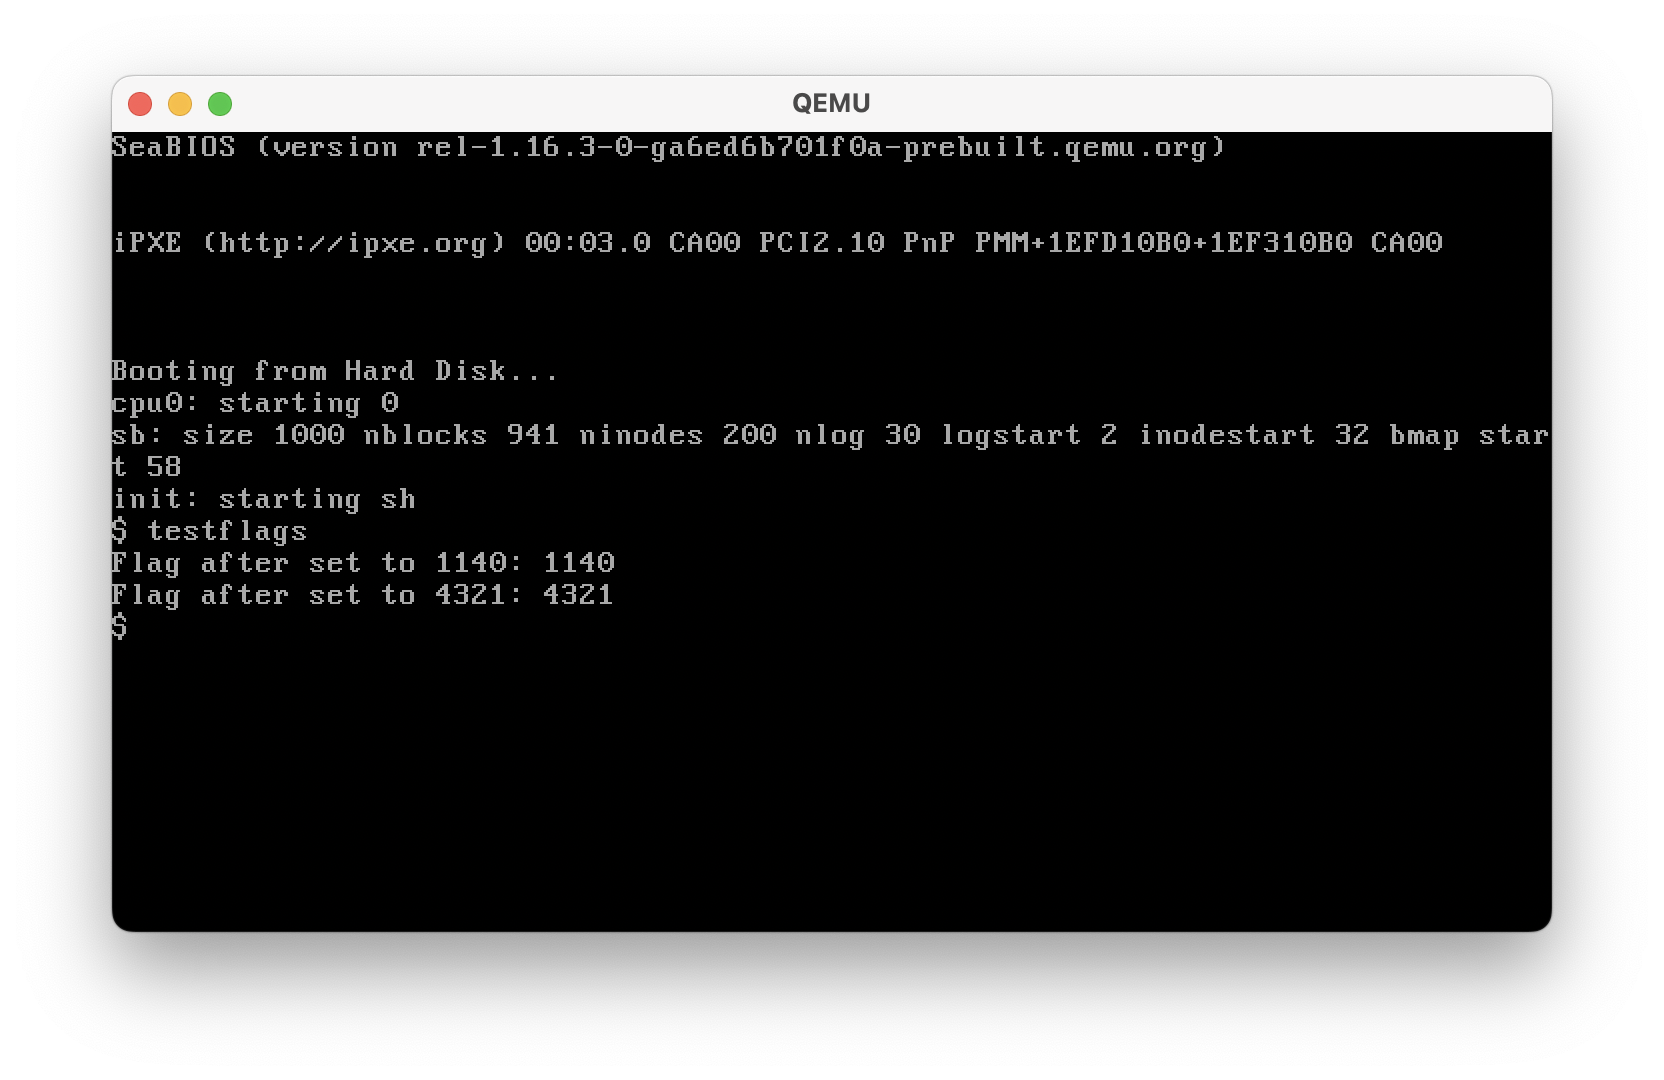 QEMU
SeaBIOS (version rel-1.16.3-0-ga6ed6b701f0a-prebuilt.qemu.org)
iPXE (http://ipxe.org) 00:03.0 CA00 PCI2.10 PnP PMM+1EFD10B0+1EF310B0 CA00
Booting from Hard Disk...
cpu0: starting 0
sb: size 1000 nblocks 941 ninodes 200 nlog 30 logstart 2 inodestart 32 bmap star
t 58
init: starting sh
$ testflags
Flag after set to 1140: 1140
Flag after set to 4321: 4321
$